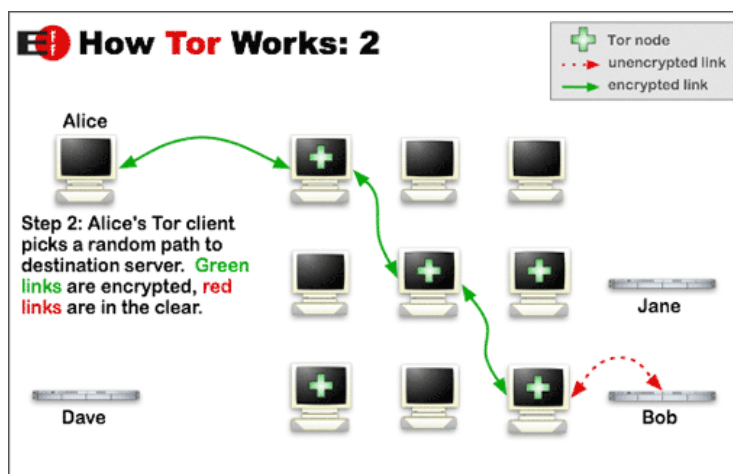 EFF How Tor Works: 2
Tor node
unencrypted link
encrypted link
Alice
Step 2: Alice's Tor client
picks a random path to
destination server. Green
links are encrypted, red
links are in the clear.
Jane
Dave
Bob